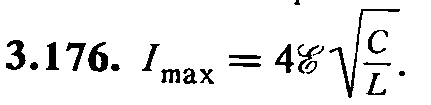 3.176. I_max = 4ℰ √(C/L).